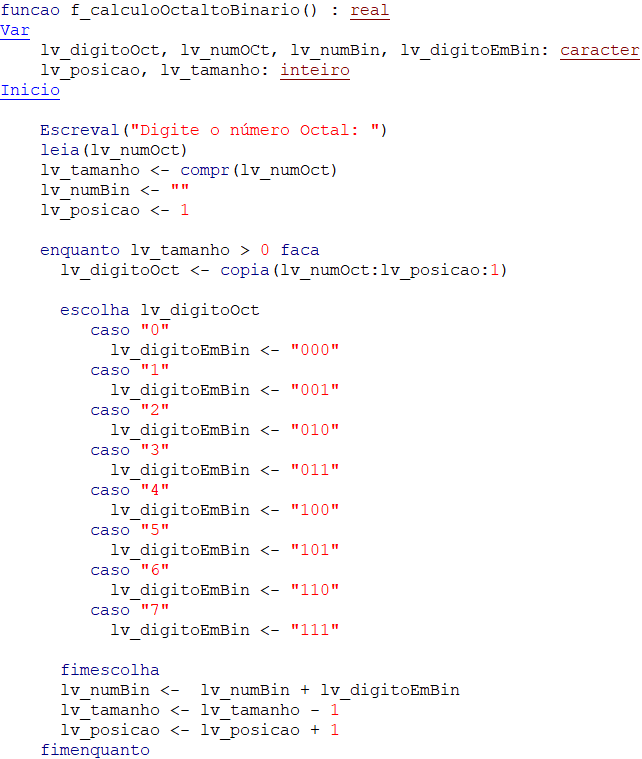 funcao f_calculoOctaltoBinario() : real
Var
    lv_digitoOct, lv_numOCt, lv_numBin, lv_digitoEmBin: caracter
    lv_posicao, lv_tamanho: inteiro
Inicio
    Escreval("Digite o número Octal: ")
    leia(lv_numOct)
    lv_tamanho <- compr(lv_numOct)
    lv_numBin <- ""
    lv_posicao <- 1
    enquanto lv_tamanho > 0 faca
      lv_digitoOct <- copia(lv_numOct:lv_posicao:1)
      escolha lv_digitoOct
         caso "0"
           lv_digitoEmBin <- "000"
         caso "1"
           lv_digitoEmBin <- "001"
         caso "2"
           lv_digitoEmBin <- "010"
         caso "3"
           lv_digitoEmBin <- "011"
         caso "4"
           lv_digitoEmBin <- "100"
         caso "5"
           lv_digitoEmBin <- "101"
         caso "6"
           lv_digitoEmBin <- "110"
         caso "7"
           lv_digitoEmBin <- "111"
      fimescolha
      lv_numBin <-  lv_numBin + lv_digitoEmBin
      lv_tamanho <- lv_tamanho - 1
      lv_posicao <- lv_posicao + 1
    fimenquanto